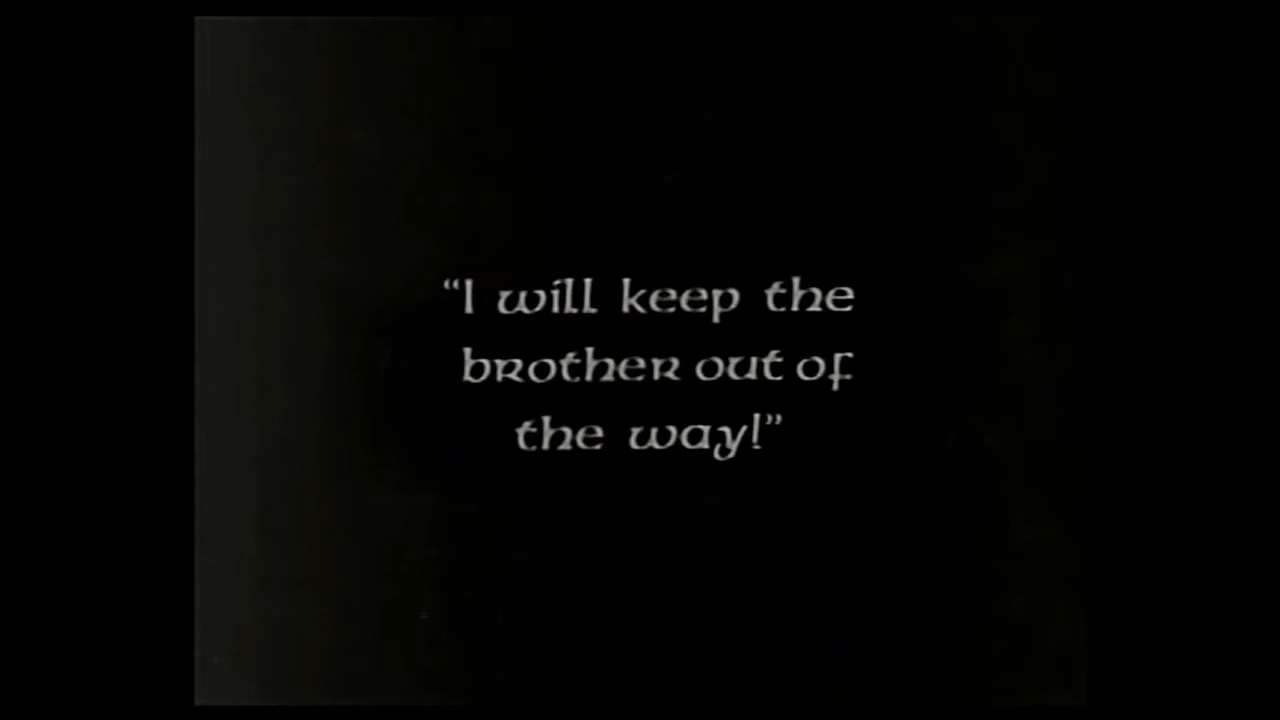 “I will keep the
brother out of
the way!”